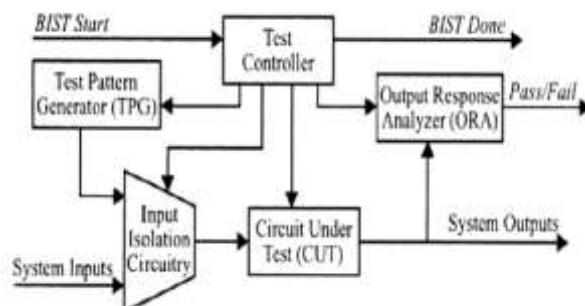 BIST Start
Test
Controller
BIST Done
Test Pattern
Generator (TPG)
Output Response
Analyzer (ORA)
Pass/Fail
Input
Isolation
Circuitry
Circuit Under
Test (CUT)
System Outputs
System Inputs